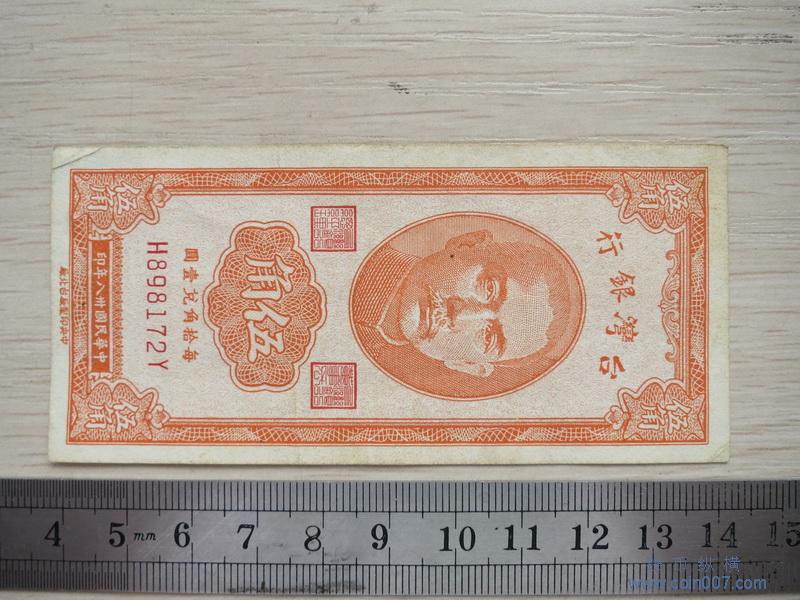 台灣銀行
伍角
伍角
伍角
每拾角兌壹圓
H898172Y
中華民國卅八年印
伍角
伍角
4 5 mm 6 7 8 9 10 11 12 13 14 15
www.coin007.com